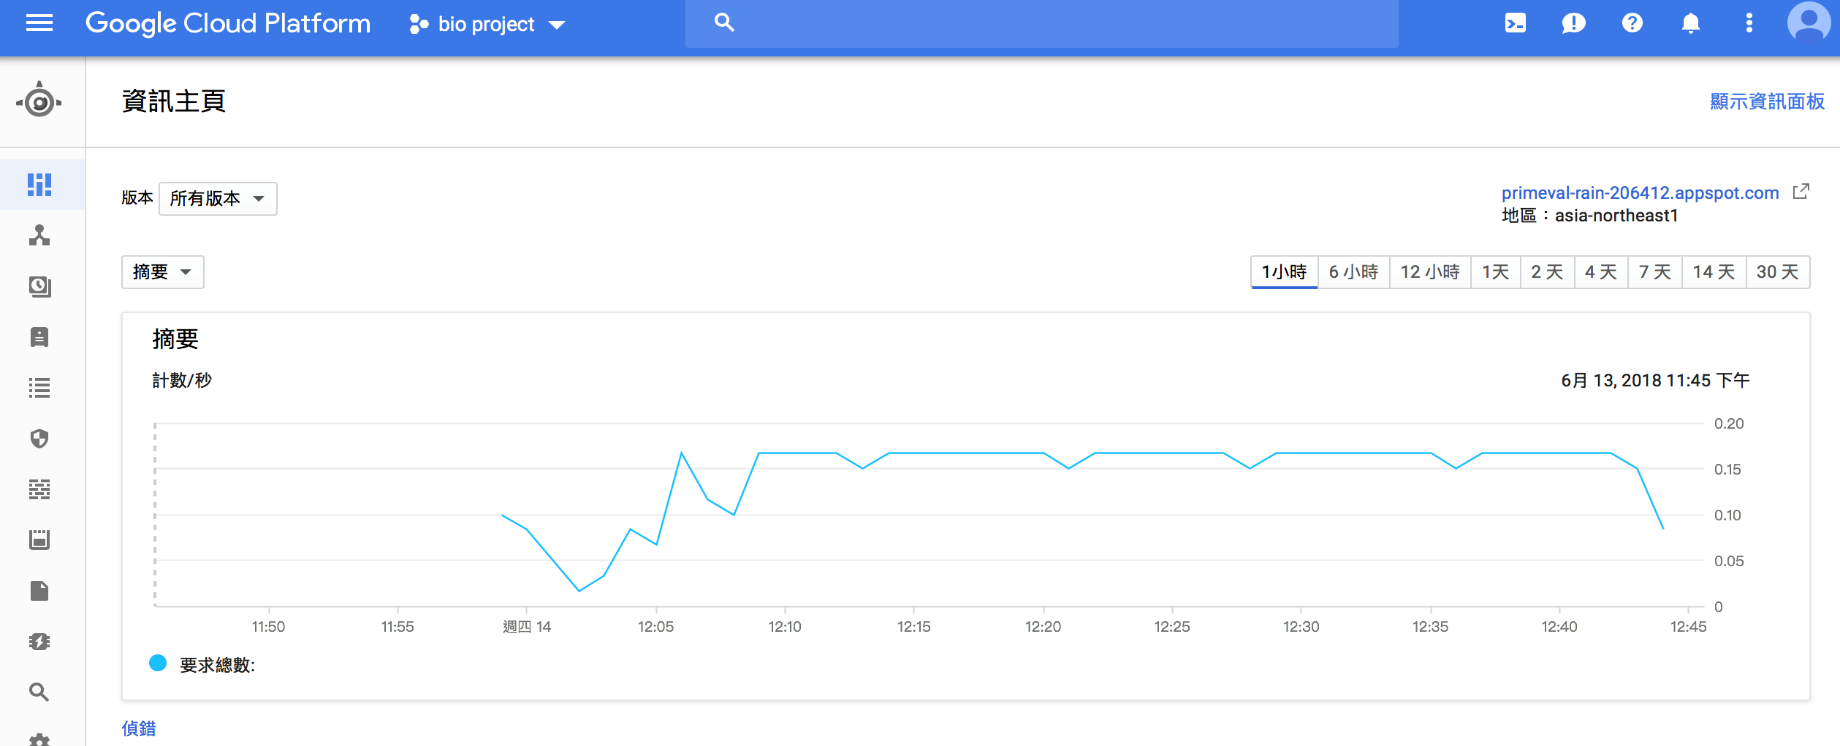 Google Cloud Platform
bio project
資訊主頁
顯示資訊面板
版本 所有版本
primeval-rain-206412.appspot.com
地區：asia-northeast1
摘要
1小時 6 小時 12 小時 1天 2 天 4 天 7 天 14 天 30 天
摘要
計數/秒
6月 13, 2018 11:45 下午
0.20
0.15
0.10
0.05
0
11:50 11:55 週四 14 12:05 12:10 12:15 12:20 12:25 12:30 12:35 12:40 12:45
要求總數:
偵錯